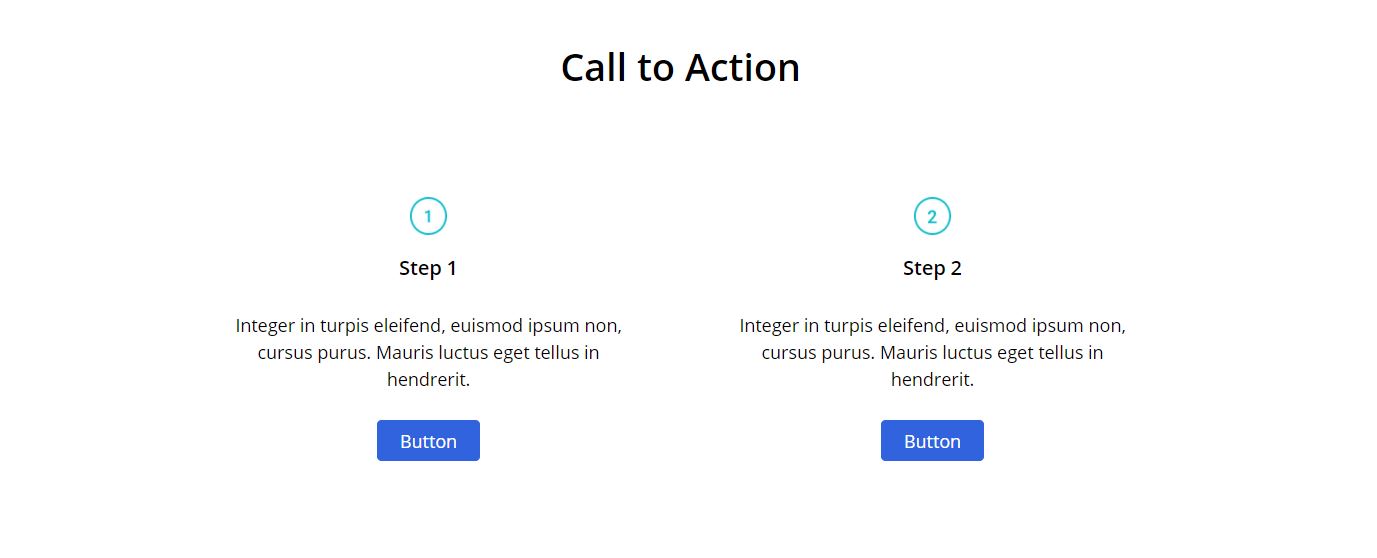 Call to Action
1
2
Step 1
Step 2
Integer in turpis eleifend, euismod ipsum non,
cursus purus. Mauris luctus eget tellus in
hendrerit.
Integer in turpis eleifend, euismod ipsum non,
cursus purus. Mauris luctus eget tellus in
hendrerit.
Button
Button